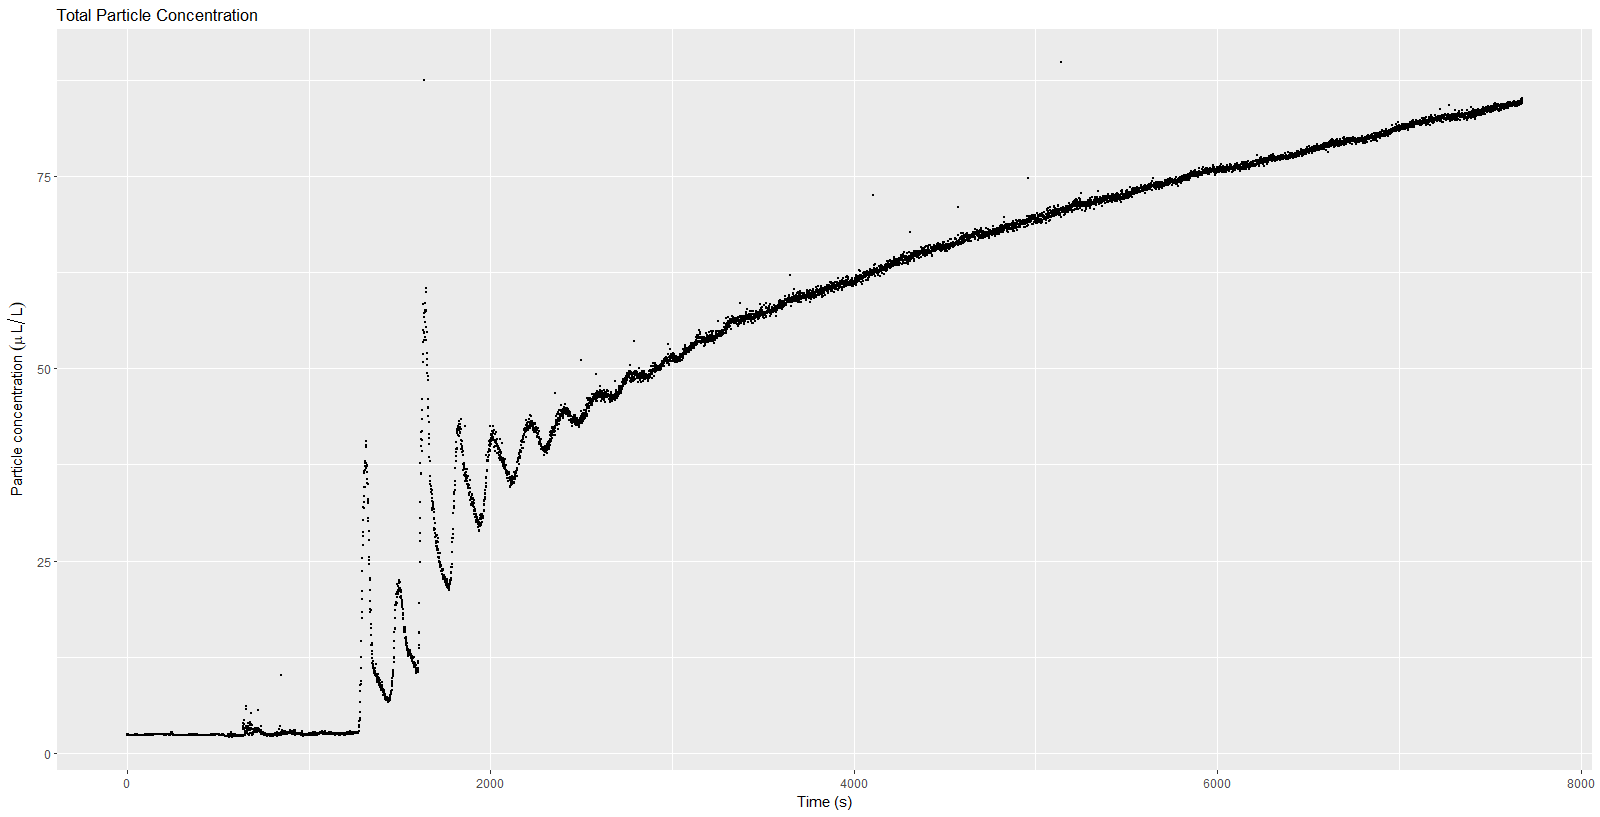 Total Particle Concentration
Particle concentration (μL/L)
75
50
25
0
0 2000 4000 6000 8000
Time (s)